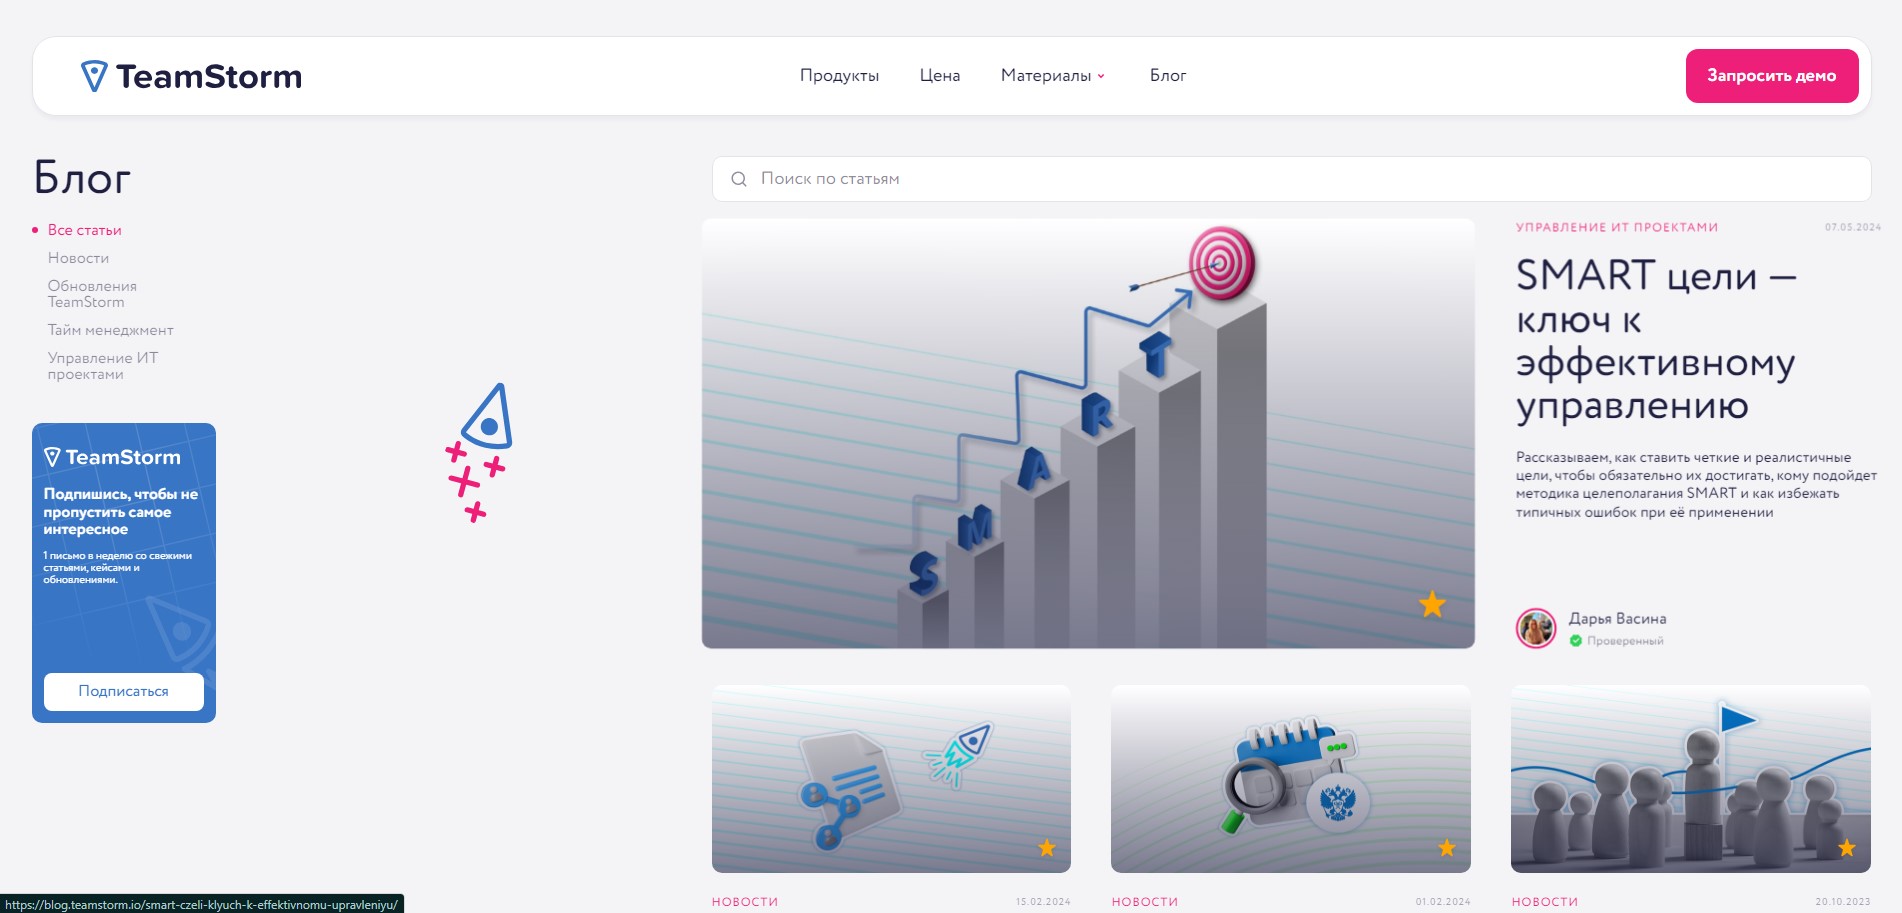 TeamStorm
Продукты
Цена
Материалы
Блог
Запросить демо
Блог
Поиск по статьям
Все статьи
Новости
Обновления
TeamStorm
Тайм менеджмент
Управление ИТ
проектами
TeamStorm
Подпишись, чтобы не
пропустить самое
интересное
1 письмо в неделю со свежими
статьями, кейсами и
обновлениями.
Подписаться
S
M
A
R
T
УПРАВЛЕНИЕ ИТ ПРОЕКТАМИ
07.05.2024
SMART цели —
ключ к
эффективному
управлению
Рассказываем, как ставить четкие и реалистичные
цели, чтобы обязательно их достигать, кому подойдет
методика целеполагания SMART и как избежать
типичных ошибок при её применении
Дарья Васина
Проверенный
НОВОСТИ
15.02.2024
НОВОСТИ
01.02.2024
НОВОСТИ
20.10.2023
https://blog.teamstorm.io/smart-czeli-klyuch-k-effektivnomu-upravleniyu/